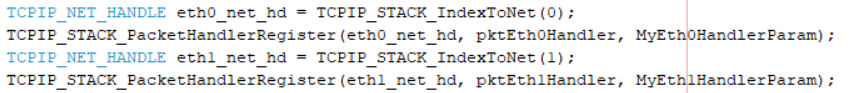 TCPIP_NET_HANDLE eth0_net_hd = TCPIP_STACK_IndexToNet(0);
TCPIP_STACK_PacketHandlerRegister(eth0_net_hd, pktEth0Handler, MyEth0HandlerParam);
TCPIP_NET_HANDLE eth1_net_hd = TCPIP_STACK_IndexToNet(1);
TCPIP_STACK_PacketHandlerRegister(eth1_net_hd, pktEth1Handler, MyEth1HandlerParam);